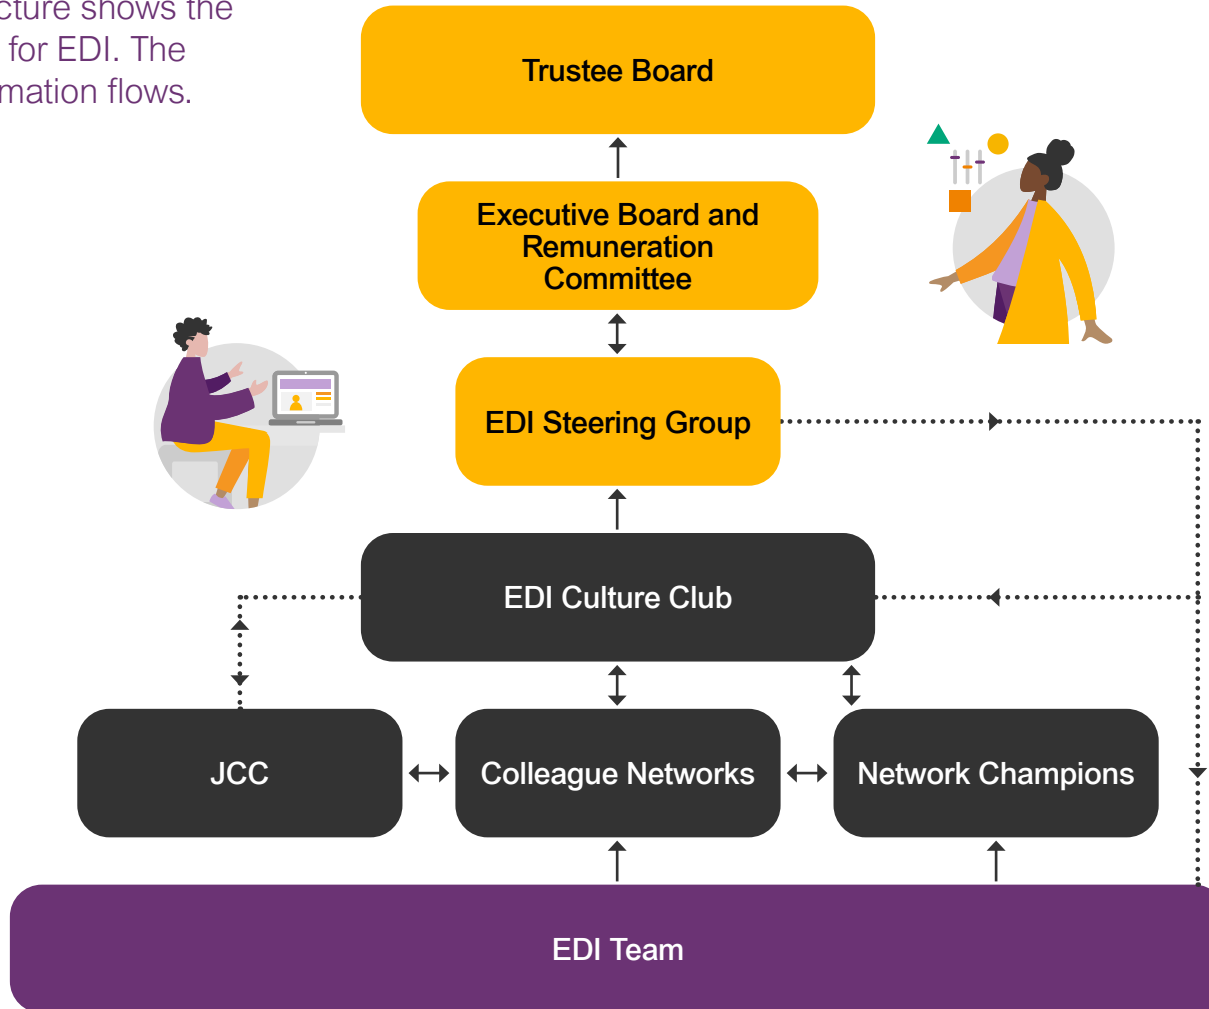 cture shows the
for EDI. The
mation flows.
Trustee Board
Executive Board and
Remuneration
Committee
EDI Steering Group
EDI Culture Club
JCC
Colleague Networks
Network Champions
EDI Team